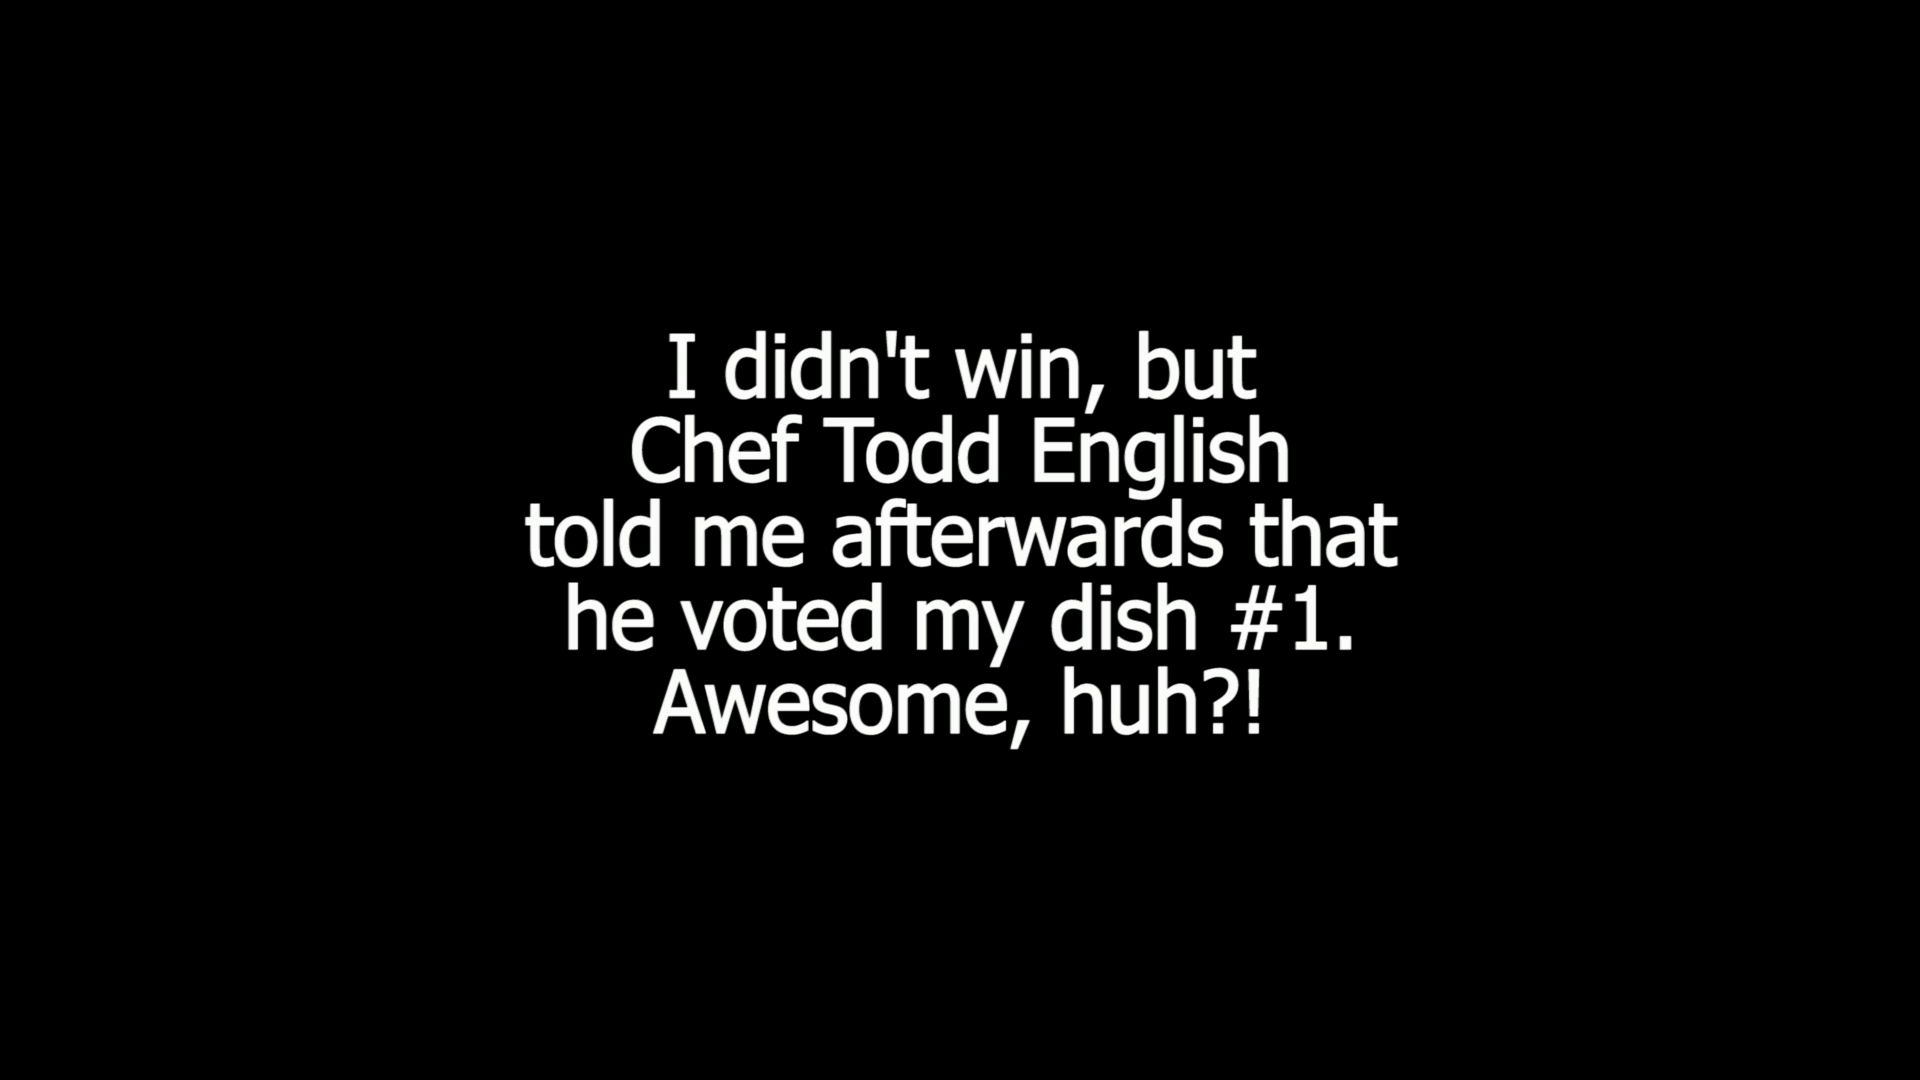 I didn't win, but
Chef Todd English
told me afterwards that
he voted my dish #1.
Awesome, huh?!